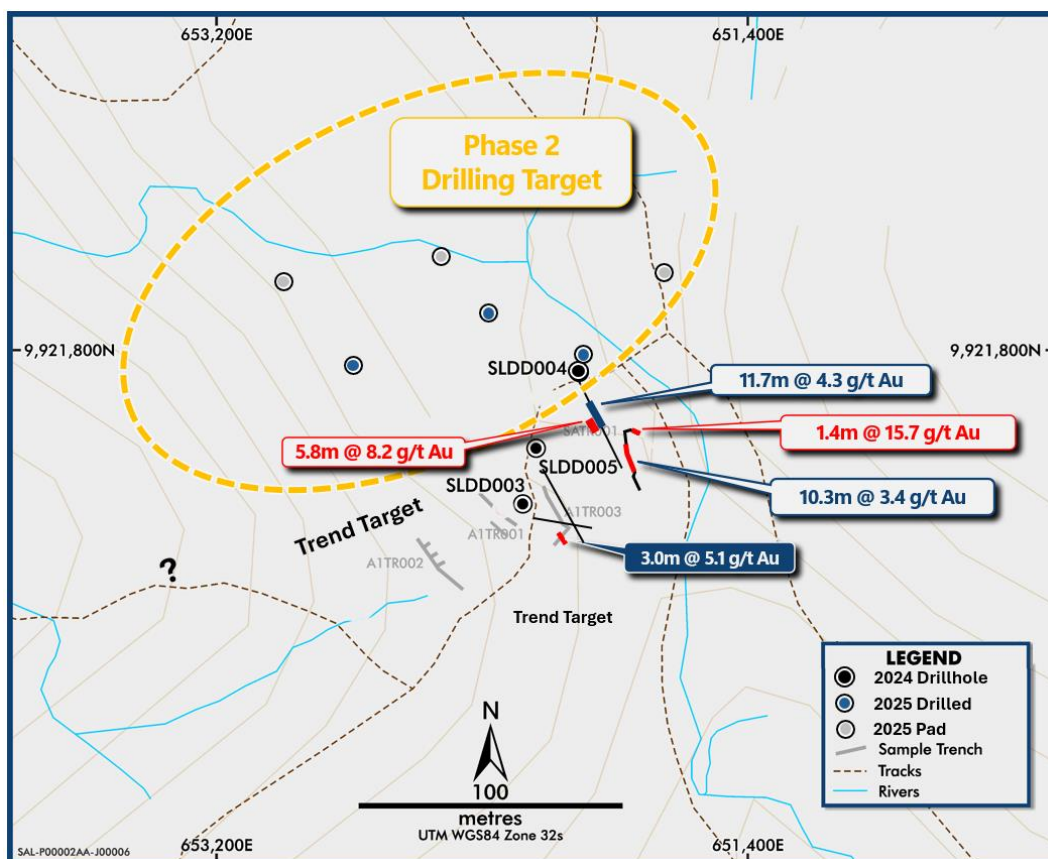 653,200E
651,400E
Phase 2
Drilling Target
9,921,800N
9,921,800N
SLDD004
11.7m @ 4.3 g/t Au
SATR001
1.4m @ 15.7 g/t Au
5.8m @ 8.2 g/t Au
SLDD005
SLDD003
10.3m @ 3.4 g/t Au
Trend Target
A1TR003
A1TR001
A1TR002
3.0m @ 5.1 g/t Au
?
Trend Target
LEGEND
2024 Drillhole
2025 Drilled
2025 Pad
Sample Trench
Tracks
Rivers
N
100
metres
UTM WGS84 Zone 32s
SAL-P00002AA-J00006
653,200E
651,400E